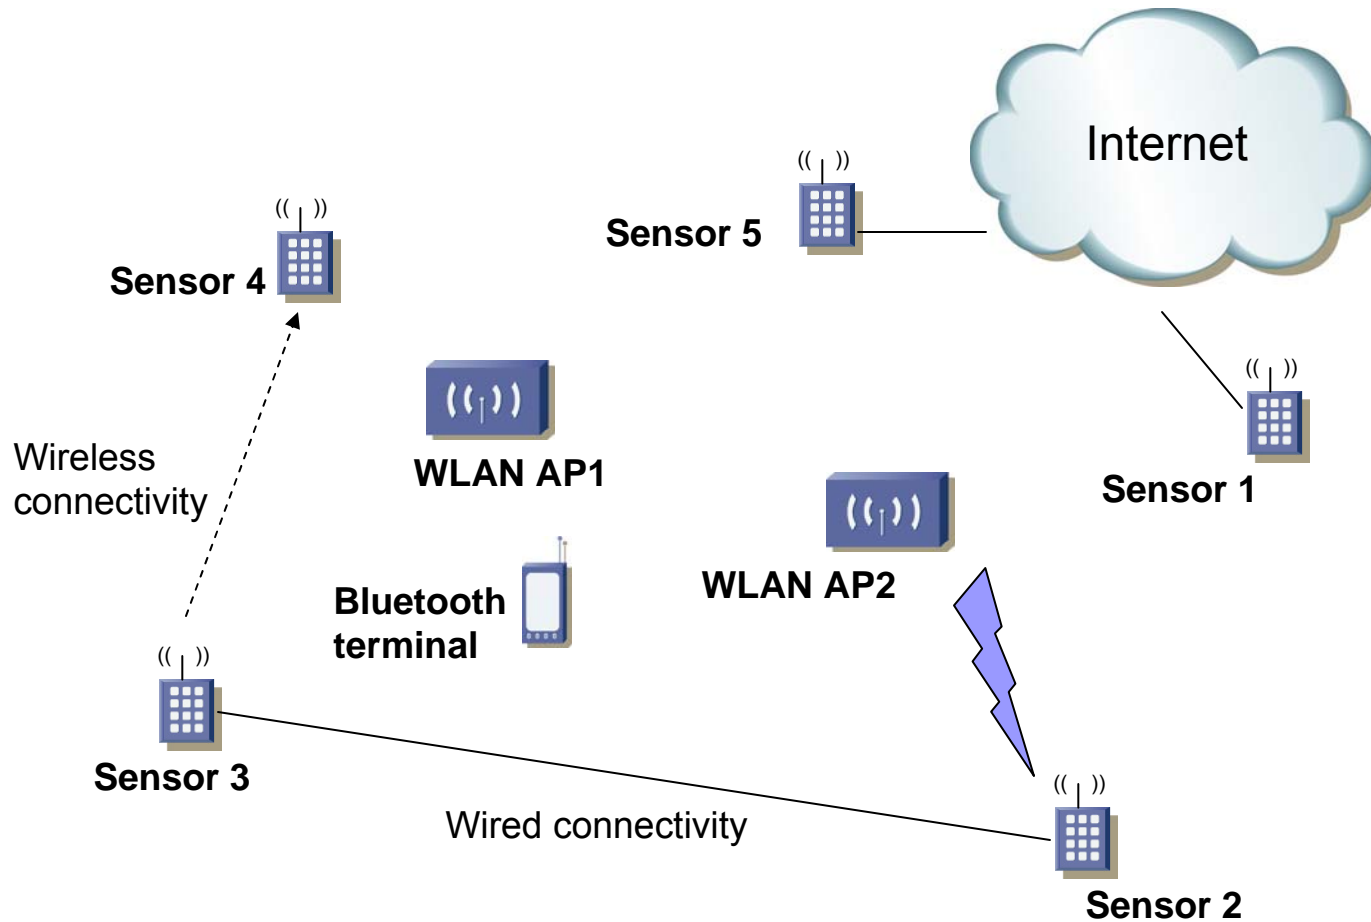 Internet
Sensor 5
Sensor 4
Wireless
connectivity
WLAN AP1
Sensor 1
WLAN AP2
Bluetooth
terminal
Sensor 3
Wired connectivity
Sensor 2